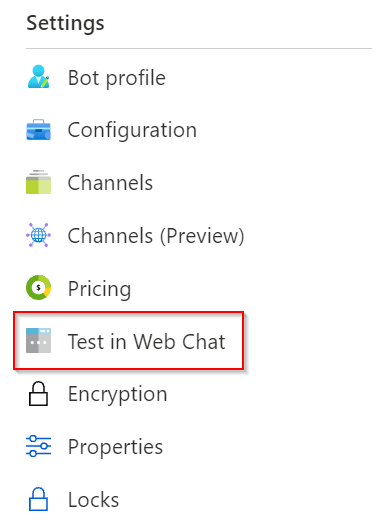 Settings
Bot profile
Configuration
Channels
Channels (Preview)
Pricing
Test in Web Chat
Encryption
Properties
Locks